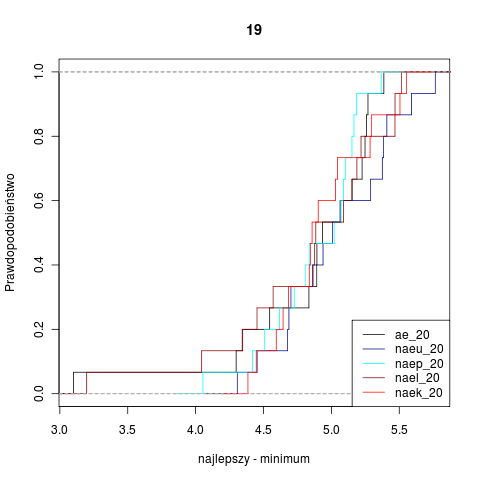 19
Prawdopodobieństwo
1.0
0.8
0.6
0.4
0.2
0.0
ae_20
naeu_20
naep_20
nael_20
naek_20
3.0 3.5 4.0 4.5 5.0 5.5
najlepszy - minimum